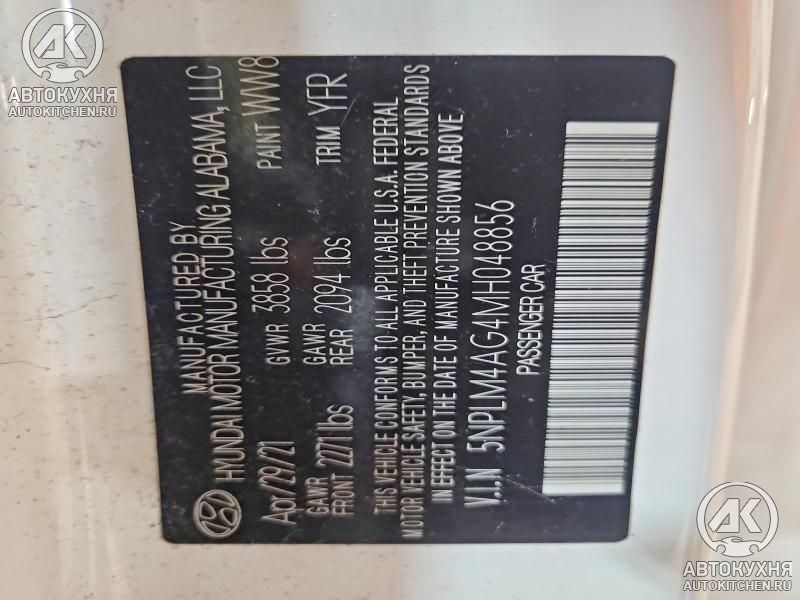 MANUFACTURED BY
HYUNDAI MOTOR MANUFACTURING ALABAMA, LLC
Apr/29/21 GVWR 3858 lbs PAINT WW8
GAWR FRONT 2271 lbs GAWR REAR 2094 lbs TRIM YFR
THIS VEHICLE CONFORMS TO ALL APPLICABLE U.S.A. FEDERAL
MOTOR VEHICLE SAFETY, BUMPER, AND THEFT PREVENTION STANDARDS
IN EFFECT ON THE DATE OF MANUFACTURE SHOWN ABOVE.
V.I.N 5NPLM4AG4MH048856
PASSENGER CAR
АК
АВТОКУХНЯ
AUTOKITCHEN.RU
АК
АВТОКУХНЯ
AUTOKITCHEN.RU